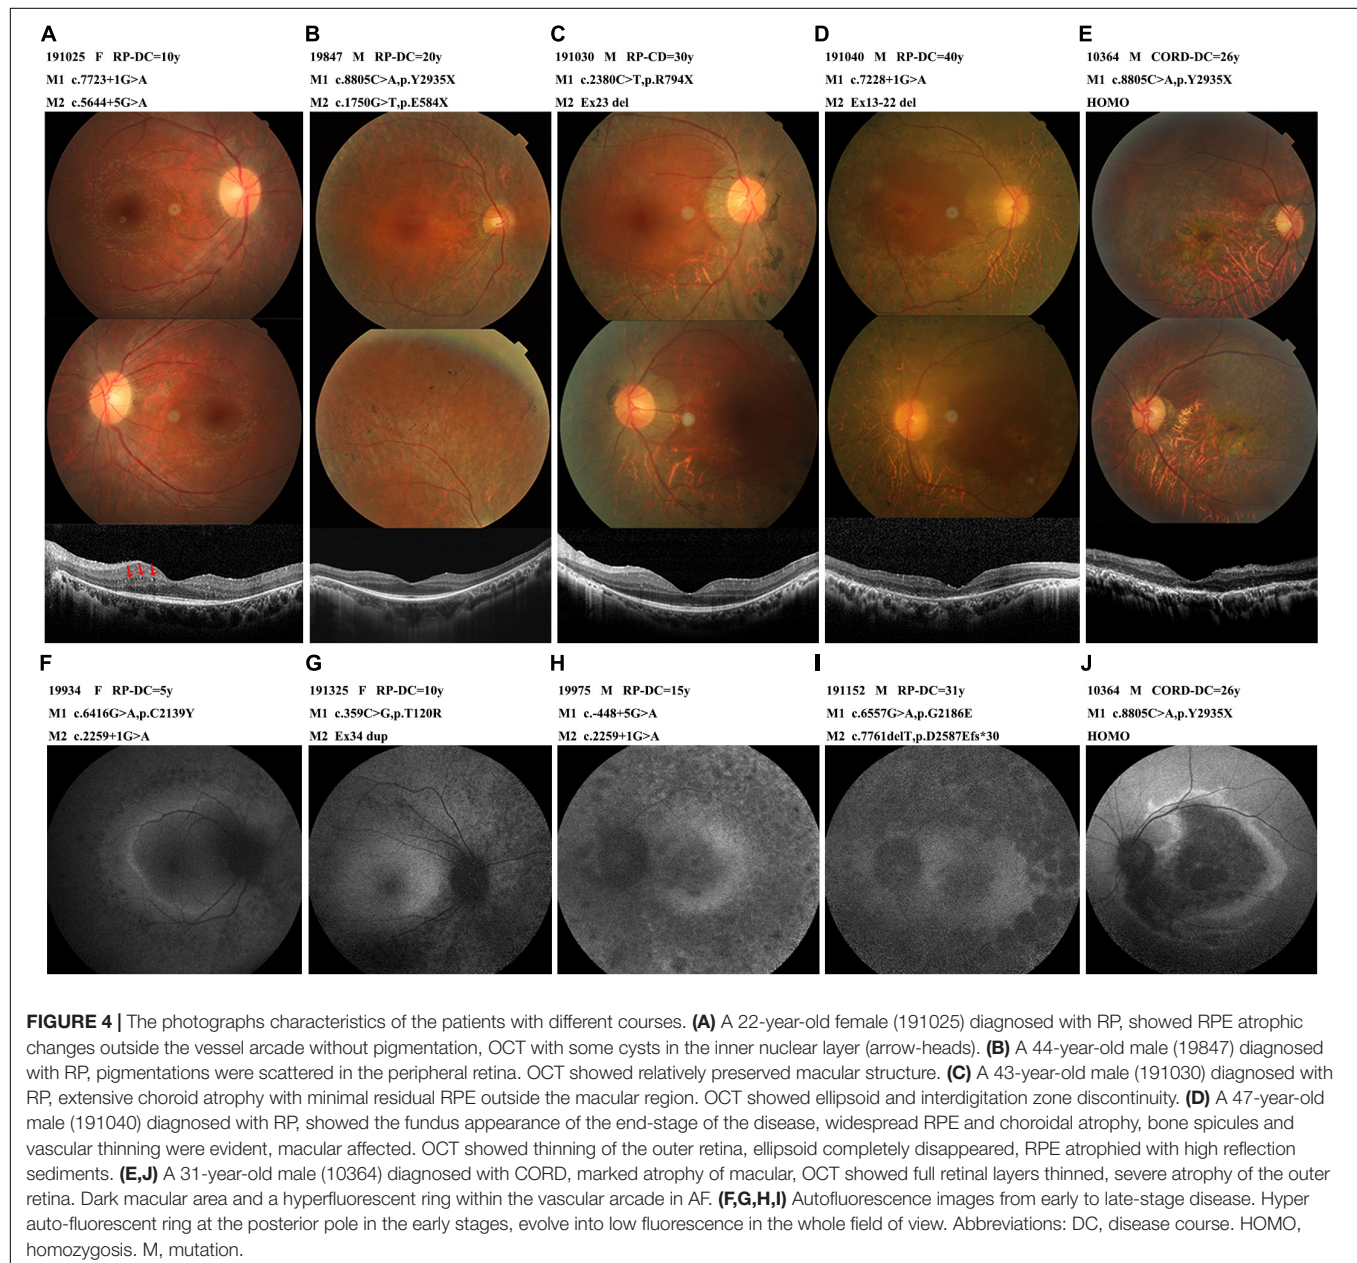 A
191025 F RP-DC=10y
M1 c.7723+1G>A
M2 c.5644+5G>A
B
19847 M RP-DC=20y
M1 c.8805C>A,p.Y2935X
M2 c.1750G>T,p.E584X
C
191030 M RP-CD=30y
M1 c.2380C>T,p.R794X
M2 Ex23 del
D
191040 M RP-DC=40y
M1 c.7228+1G>A
M2 Ex13-22 del
E
10364 M CORD-DC=26y
M1 c.8805C>A,p.Y2935X
HOMO
F
19934 F RP-DC=5y
M1 c.6416G>A,p.C2139Y
M2 c.2259+1G>A
G
191325 F RP-DC=10y
M1 c.359C>G,p.T120R
M2 Ex34 dup
H
19975 M RP-DC=15y
M1 c.-448+5G>A
M2 c.2259+1G>A
I
191152 M RP-DC=31y
M1 c.6557G>A,p.G2186E
M2 c.7761delT,p.D2587Efs*30
J
10364 M CORD-DC=26y
M1 c.8805C>A,p.Y2935X
HOMO
FIGURE 4 | The photographs characteristics of the patients with different courses. (A) A 22-year-old female (191025) diagnosed with RP, showed RPE atrophic
changes outside the vessel arcade without pigmentation, OCT with some cysts in the inner nuclear layer (arrow-heads). (B) A 44-year-old male (19847) diagnosed
with RP, pigmentations were scattered in the peripheral retina. OCT showed relatively preserved macular structure. (C) A 43-year-old male (191030) diagnosed with
RP, extensive choroid atrophy with minimal residual RPE outside the macular region. OCT showed ellipsoid and interdigitation zone discontinuity. (D) A 47-year-old
male (191040) diagnosed with RP, showed the fundus appearance of the end-stage of the disease, widespread RPE and choroidal atrophy, bone spicules and
vascular thinning were evident, macular affected. OCT showed thinning of the outer retina, ellipsoid completely disappeared, RPE atrophied with high reflection
sediments. (E,J) A 31-year-old male (10364) diagnosed with CORD, marked atrophy of macular, OCT showed full retinal layers thinned, severe atrophy of the outer
retina. Dark macular area and a hyperfluorescent ring within the vascular arcade in AF. (F,G,H,I) Autofluorescence images from early to late-stage disease. Hyper
auto-fluorescent ring at the posterior pole in the early stages, evolve into low fluorescence in the whole field of view. Abbreviations: DC, disease course. HOMO,
homozygosis. M, mutation.